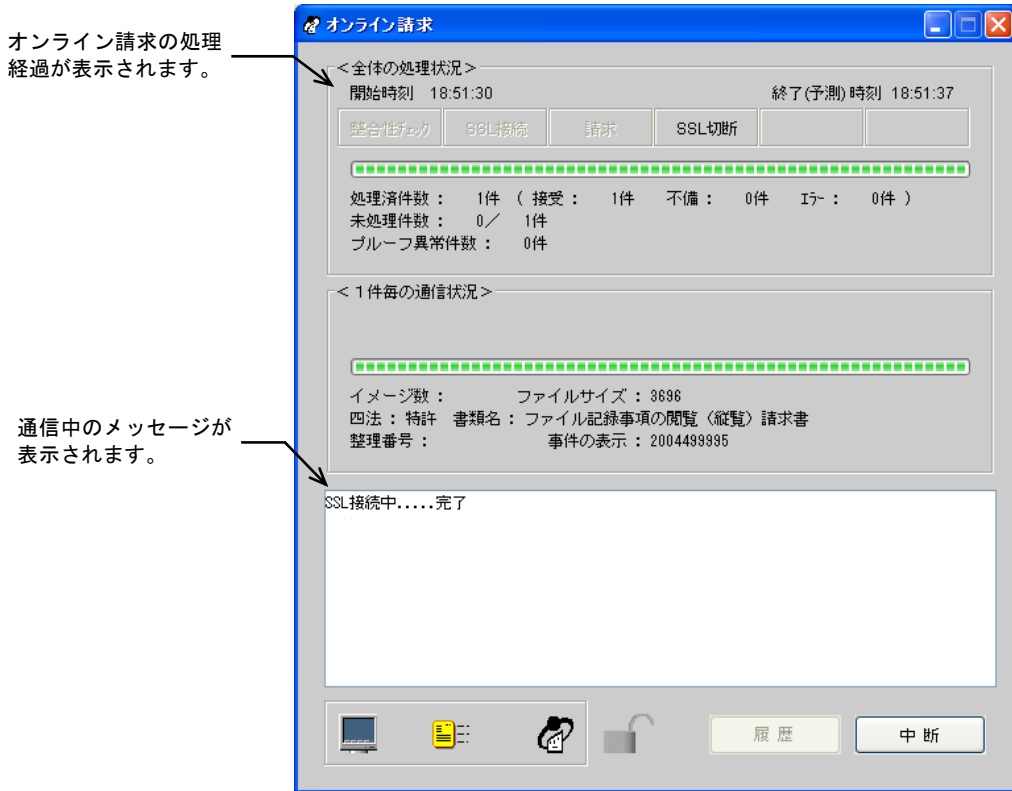 オンライン請求
オンライン請求の処理
経過が表示されます。
＜全体の処理状況＞
開始時刻 18:51:30 終了(予測)時刻 18:51:37
整合性ﾁｪｯｸ SSL接続 請求 SSL切断
処理済件数： 1件 ( 接受： 1件 不備： 0件 ｴﾗｰ： 0件 )
未処理件数： 0／ 1件
プルーフ異常件数： 0件
＜1件毎の通信状況＞
イメージ数： ファイルサイズ：3696
四法：特許 書類名：ファイル記録事項の閲覧（縦覧）請求書
整理番号： 事件の表示：2004499995
通信中のメッセージが
表示されます。
SSL接続中.....完了
履歴 中断